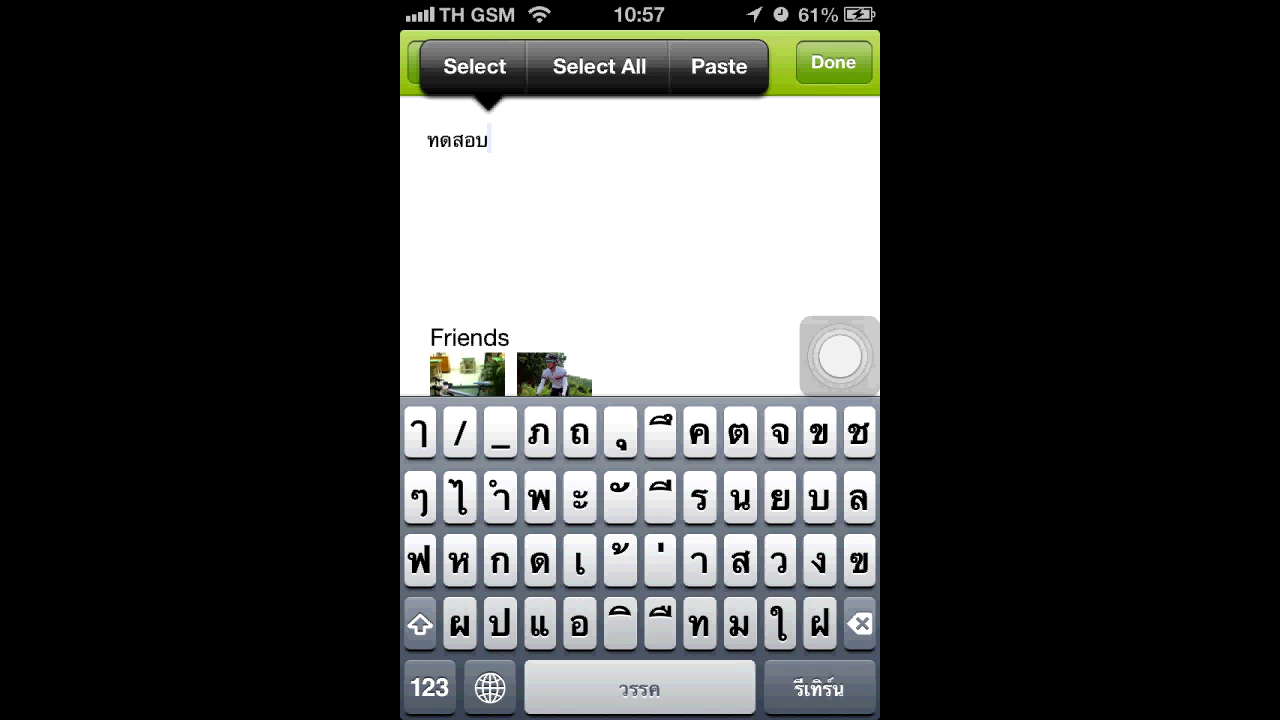 TH GSM 10:57 61%
Select Select All Paste Done
ทดสอบ
Friends
ๅ / _ ภ ถ ุ ึ ค ต จ ข ช
ๆ ไ ำ พ ะ ั ี ร น ย บ ล
ฟ ห ก ด เ ้ ่ า ส ว ง ฃ
ผ ป แ อ ิ ื ท ม ใ ฝ
123 วรรค รีเทิร์น